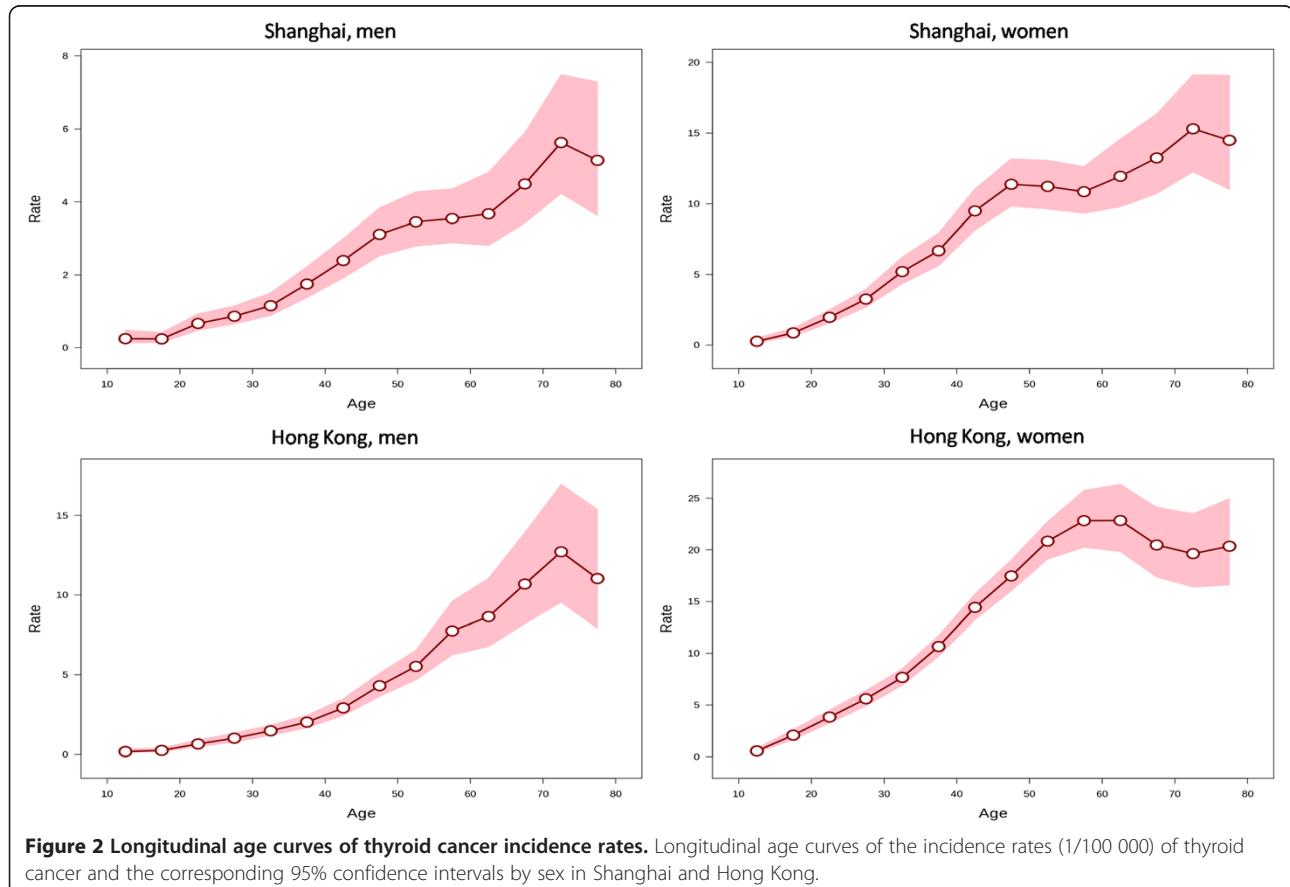 Shanghai, men
8
6
4
2
0
Rate
10 20 30 40 50 60 70 80
Age
Shanghai, women
20
15
10
5
0
Rate
10 20 30 40 50 60 70 80
Age
Hong Kong, men
15
10
5
0
Rate
10 20 30 40 50 60 70 80
Age
Hong Kong, women
25
20
15
10
5
0
Rate
10 20 30 40 50 60 70 80
Age
Figure 2 Longitudinal age curves of thyroid cancer incidence rates. Longitudinal age curves of the incidence rates (1/100 000) of thyroid
cancer and the corresponding 95% confidence intervals by sex in Shanghai and Hong Kong.